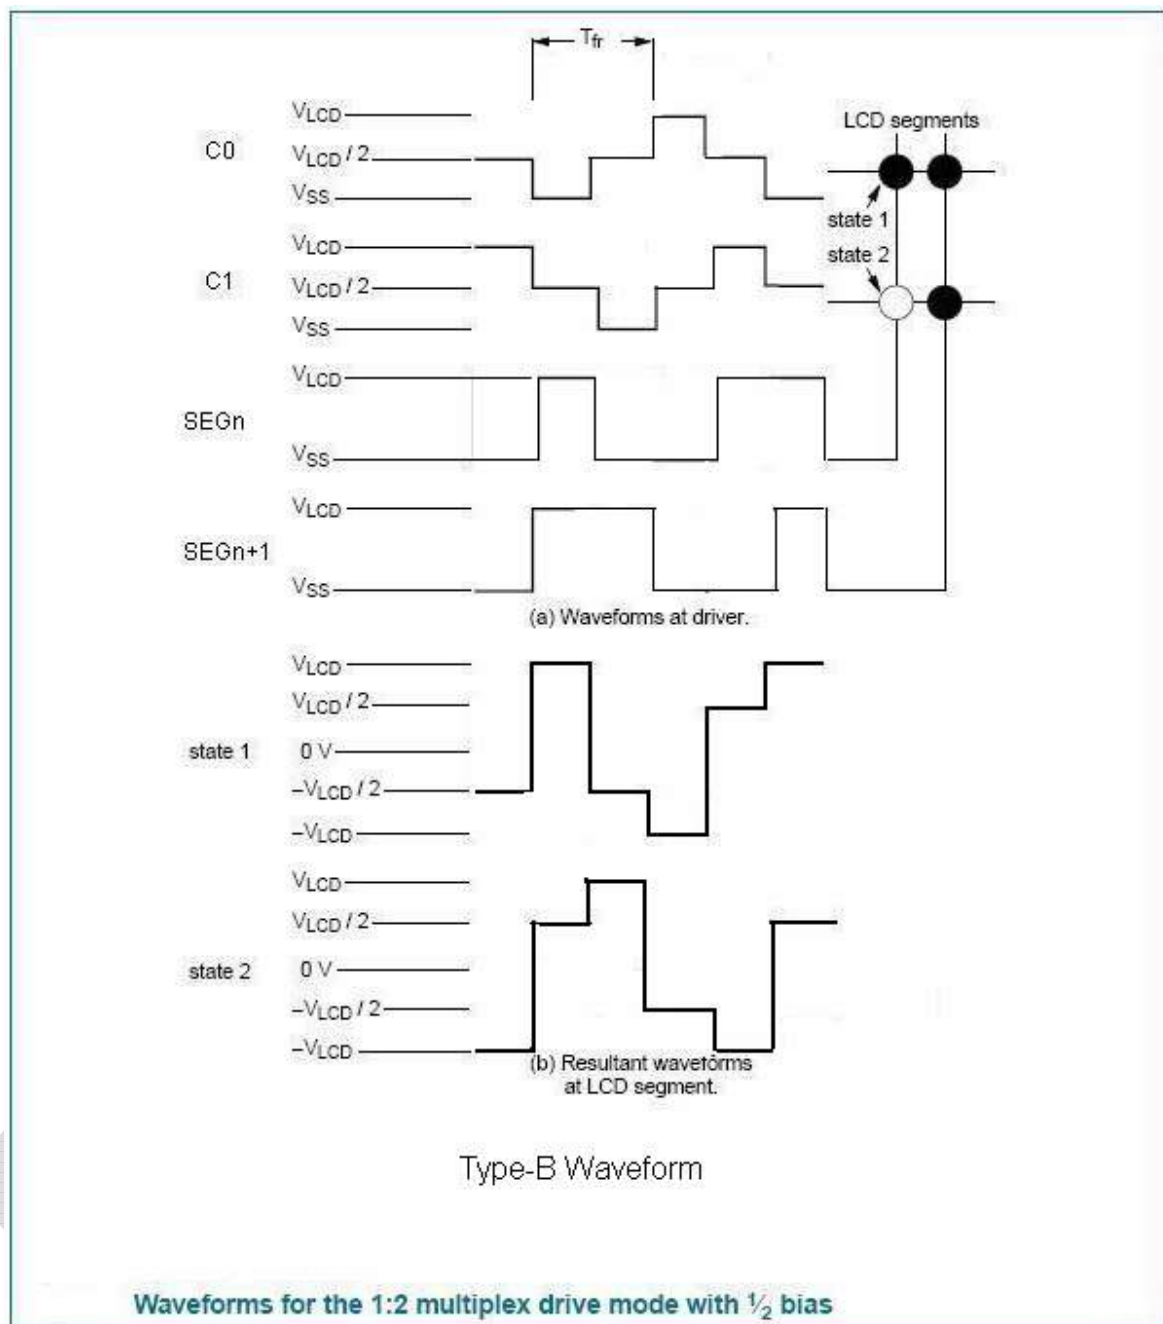 Tfr
C0
VLCD
VLCD / 2
VSS
LCD segments
state 1
state 2
C1
VLCD
VLCD / 2
VSS
SEGn
VLCD
VSS
SEGn+1
VLCD
VSS
(a) Waveforms at driver.
state 1
VLCD
VLCD / 2
0 V
–VLCD / 2
–VLCD
state 2
VLCD
VLCD / 2
0 V
–VLCD / 2
–VLCD
(b) Resultant waveforms
at LCD segment.
Type-B Waveform
Waveforms for the 1:2 multiplex drive mode with ½ bias